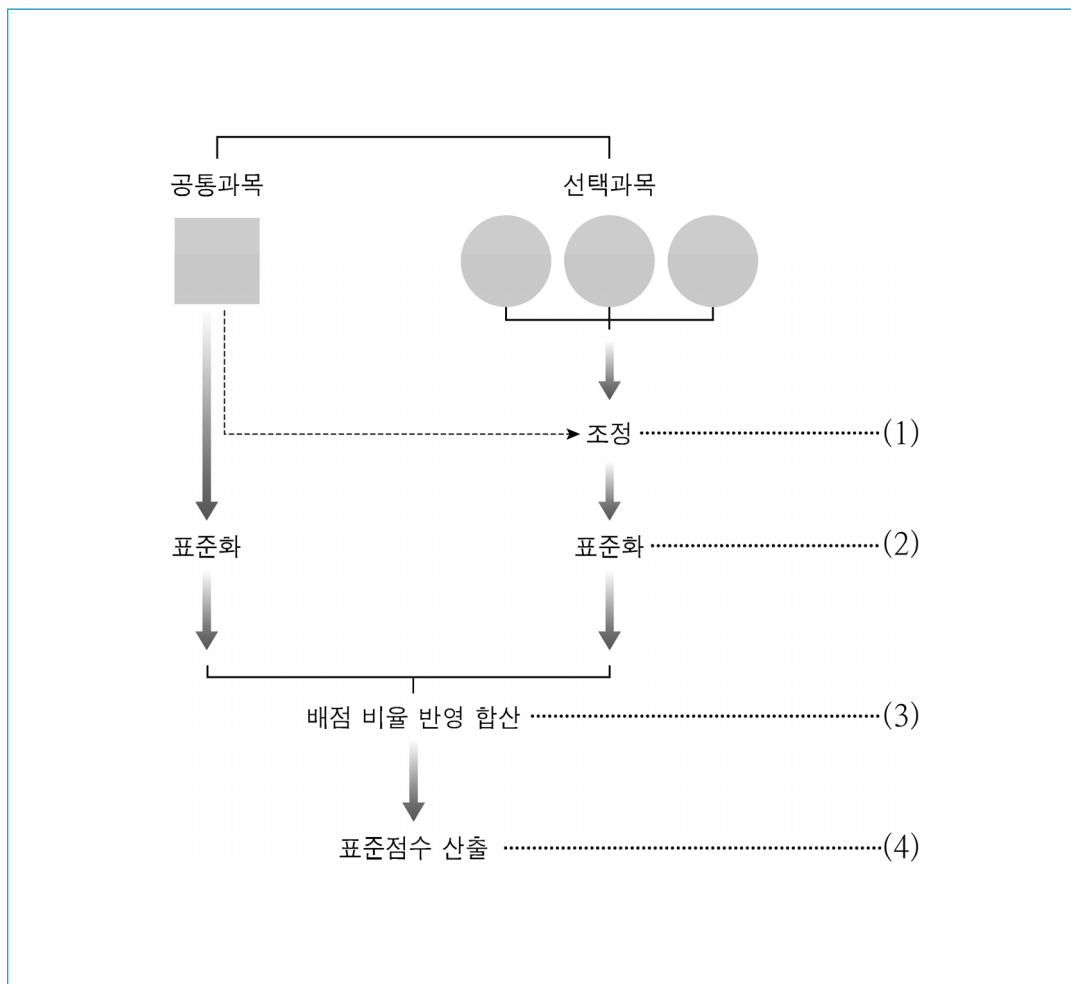 공통과목 선택과목
조정 (1)
표준화 표준화 (2)
배점 비율 반영 합산 (3)
표준점수 산출 (4)